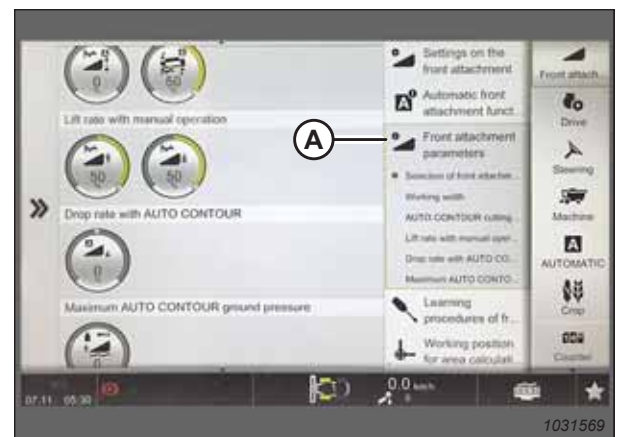 0
50
Lift rate with manual operation
50
50
Drop rate with AUTO CONTOUR
0
Maximum AUTO CONTOUR ground pressure
0
Settings on the
front attachment
Automatic front
attachment funct...
A
Front attachment
parameters
Selection of front attachm...
Working width
AUTO CONTOUR cutting...
Lift rate with manual oper...
Drop rate with AUTO CO...
Maximum AUTO CONTO...
Learning
procedures of fr...
Working position
for area calculati...
Front attach...
Drive
Steering
Machine
A
AUTOMATIC
Crop
Counter
07.11 05:30
0.0 km/h
1031569